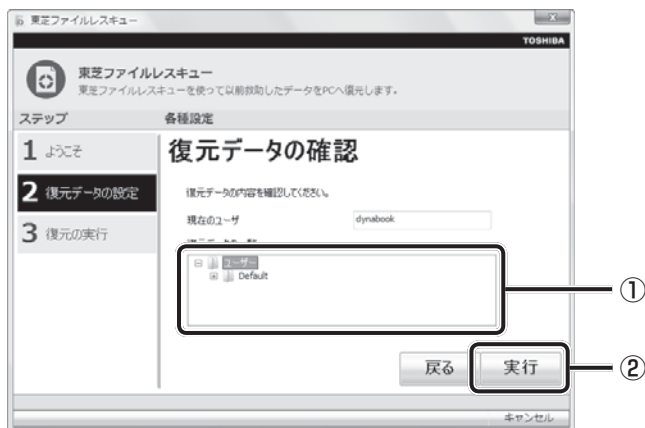 東芝ファイルレスキュー
x
TOSHIBA
東芝ファイルレスキュー
東芝ファイルレスキューを使って以前救助したデータをPCへ復元します。
ステップ
各種設定
1 ようこそ
2 復元データの設定
3 復元の実行
復元データの確認
復元データの内容を確認してください。
現在のユーザ
dynabook
ユーザー
Default
①
戻る
実行
②
キャンセル